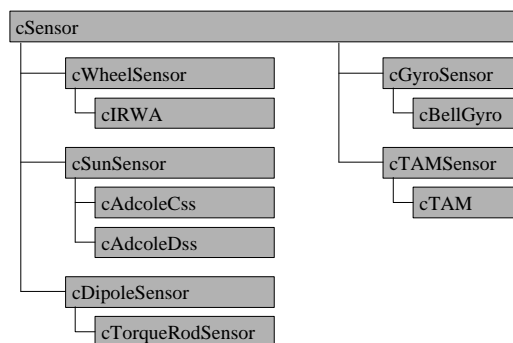 cSensor
cWheelSensor
cIRWA
cSunSensor
cAdcoleCss
cAdcoleDss
cDipoleSensor
cTorqueRodSensor
cGyroSensor
cBellGyro
cTAMSensor
cTAM